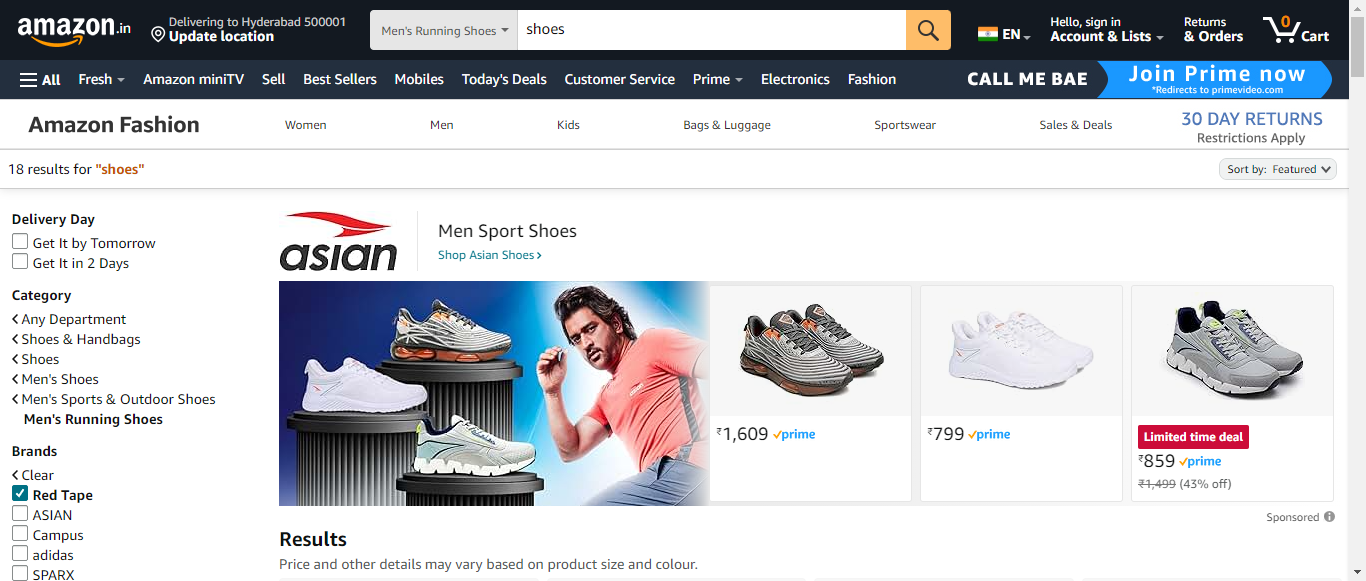 amazon.in
Delivering to Hyderabad 500001
Update location
Men's Running Shoes
shoes
EN
Hello, sign in
Account & Lists
Returns
& Orders
0
Cart
All
Fresh
Amazon miniTV
Sell
Best Sellers
Mobiles
Today's Deals
Customer Service
Prime
Electronics
Fashion
CALL ME BAE
Join Prime now
*Redirects to primevideo.com
Amazon Fashion
Women
Men
Kids
Bags & Luggage
Sportswear
Sales & Deals
30 DAY RETURNS
Restrictions Apply
18 results for "shoes"
Sort by: Featured
Delivery Day
Get It by Tomorrow
Get It in 2 Days
Category
Any Department
Shoes & Handbags
Shoes
Men's Shoes
Men's Sports & Outdoor Shoes
Men's Running Shoes
Brands
Clear
Red Tape
ASIAN
Campus
adidas
SPARX
asian
Men Sport Shoes
Shop Asian Shoes ›
₹1,609 prime
₹799 prime
Limited time deal
₹859 prime
₹1,499 (43% off)
Sponsored
Results
Price and other details may vary based on product size and colour.